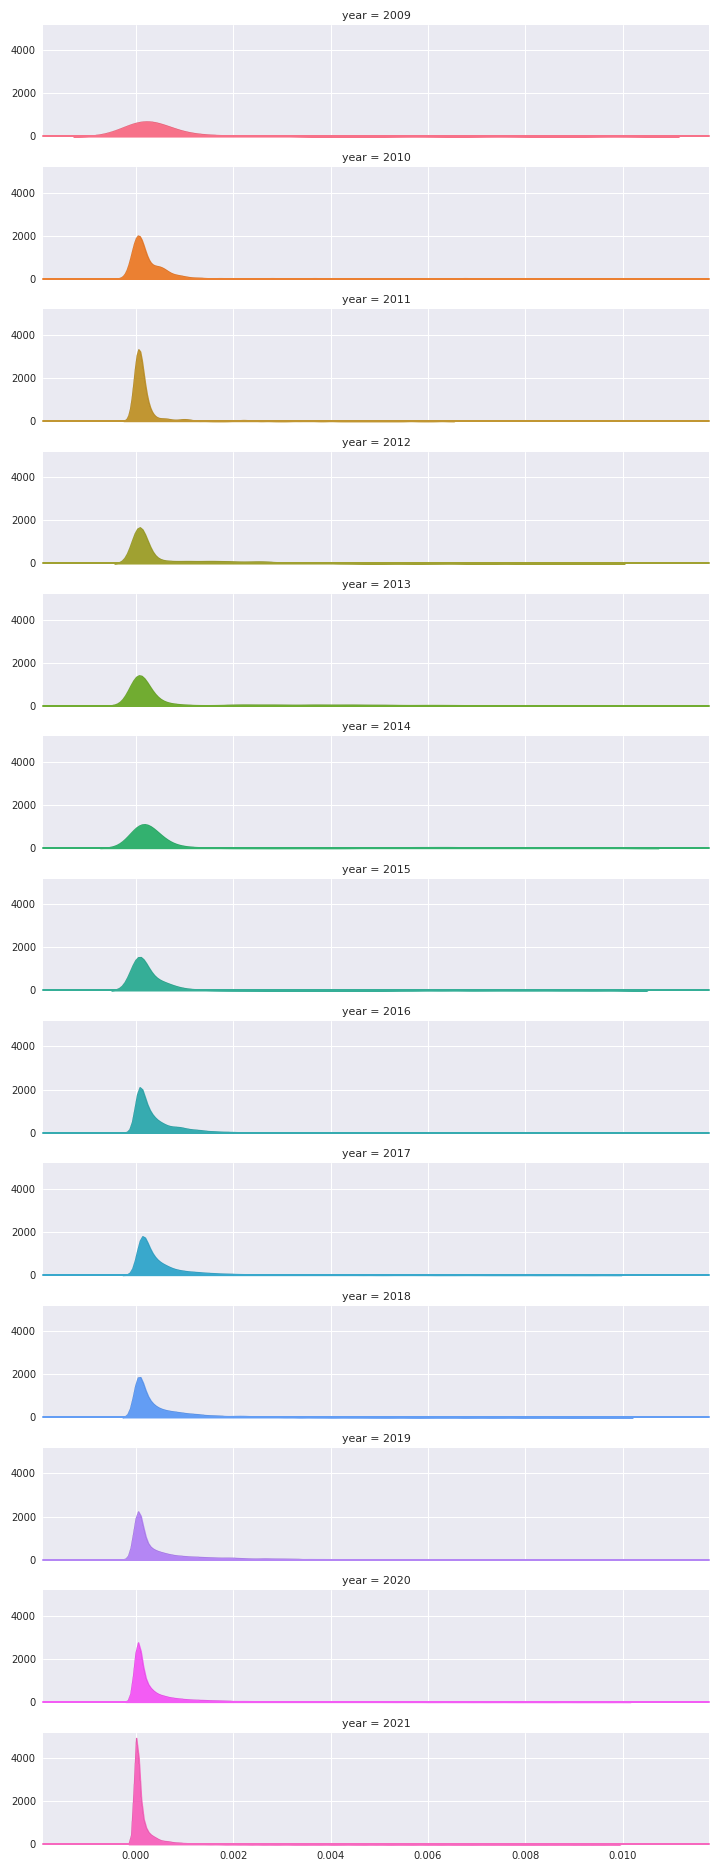 year = 2009
4000
2000
0
year = 2010
4000
2000
0
year = 2011
4000
2000
0
year = 2012
4000
2000
0
year = 2013
4000
2000
0
year = 2014
4000
2000
0
year = 2015
4000
2000
0
year = 2016
4000
2000
0
year = 2017
4000
2000
0
year = 2018
4000
2000
0
year = 2019
4000
2000
0
year = 2020
4000
2000
0
year = 2021
4000
2000
0
0.000 0.002 0.004 0.006 0.008 0.010